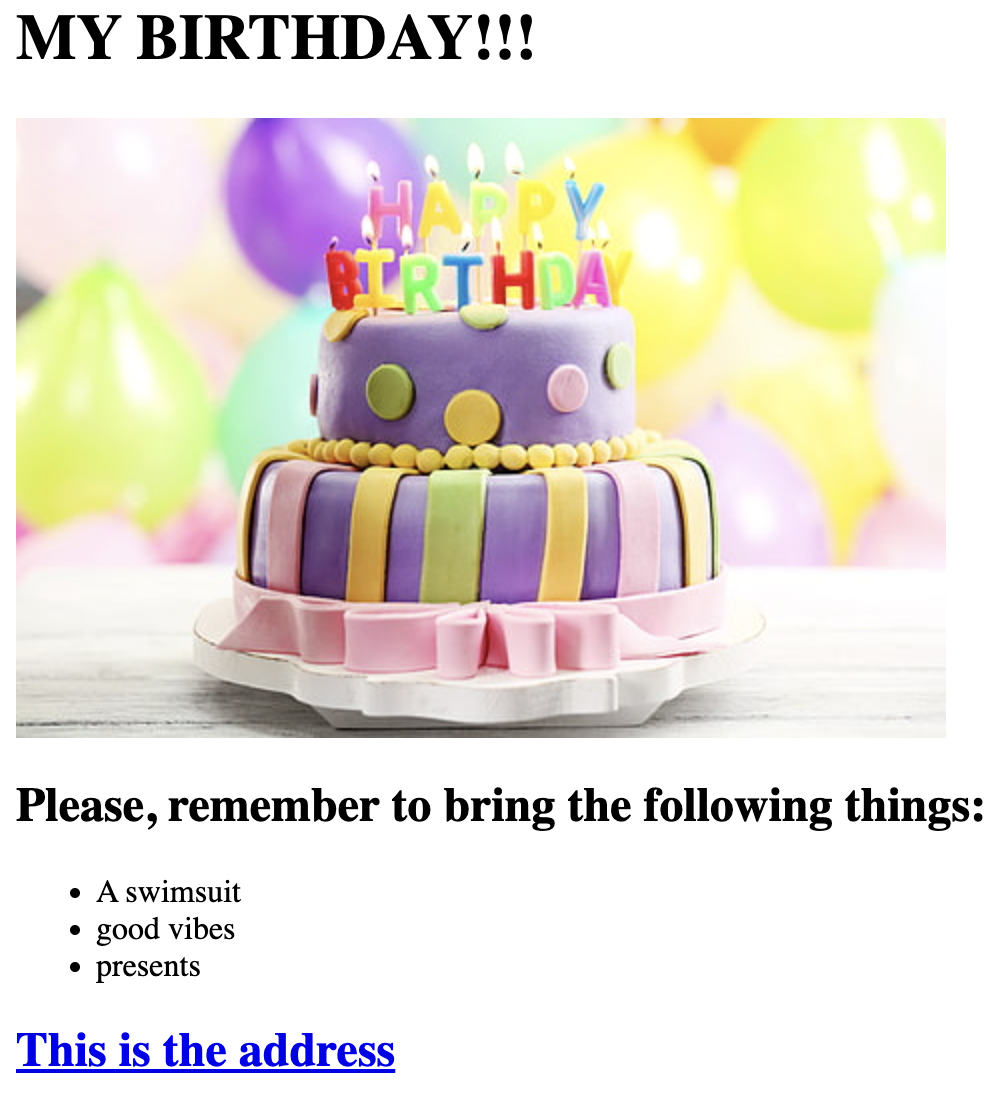 MY BIRTHDAY!!!
HAPPY
BIRTHDAY
Please, remember to bring the following things:
• A swimsuit
• good vibes
• presents
This is the address